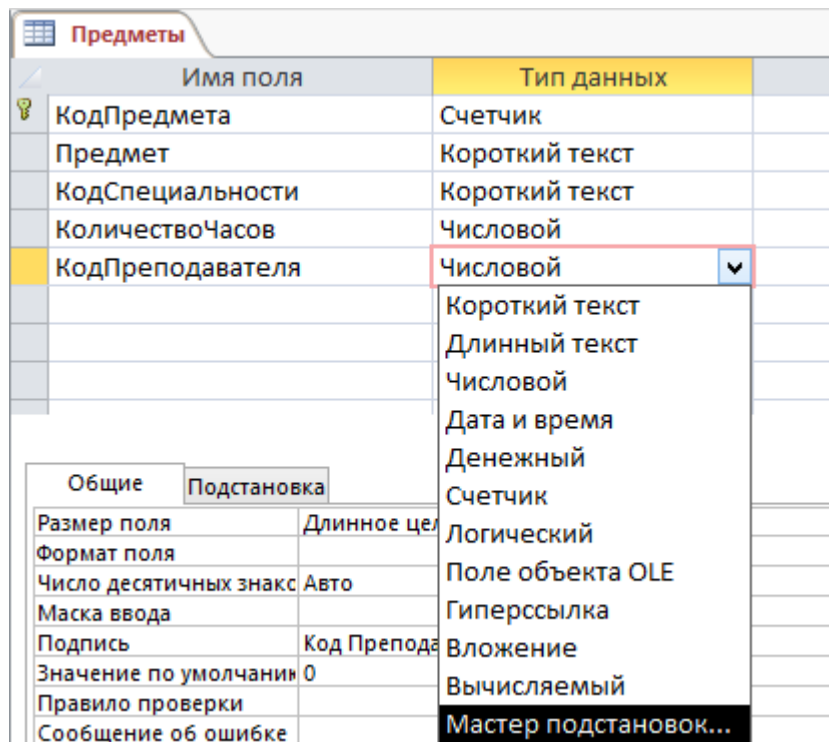 Предметы
Имя поля Тип данных
КодПредмета Счетчик
Предмет Короткий текст
КодСпециальности Короткий текст
КоличествоЧасов Числовой
КодПреподавателя Числовой
Короткий текст
Длинный текст
Числовой
Дата и время
Денежный
Счетчик
Логический
Поле объекта OLE
Гиперссылка
Вложение
Вычисляемый
Мастер подстановок...
Общие Подстановка
Размер поля Длинное цел
Формат поля
Число десятичных знако Авто
Маска ввода
Подпись Код Препода
Значение по умолчанию 0
Правило проверки
Сообщение об ошибке